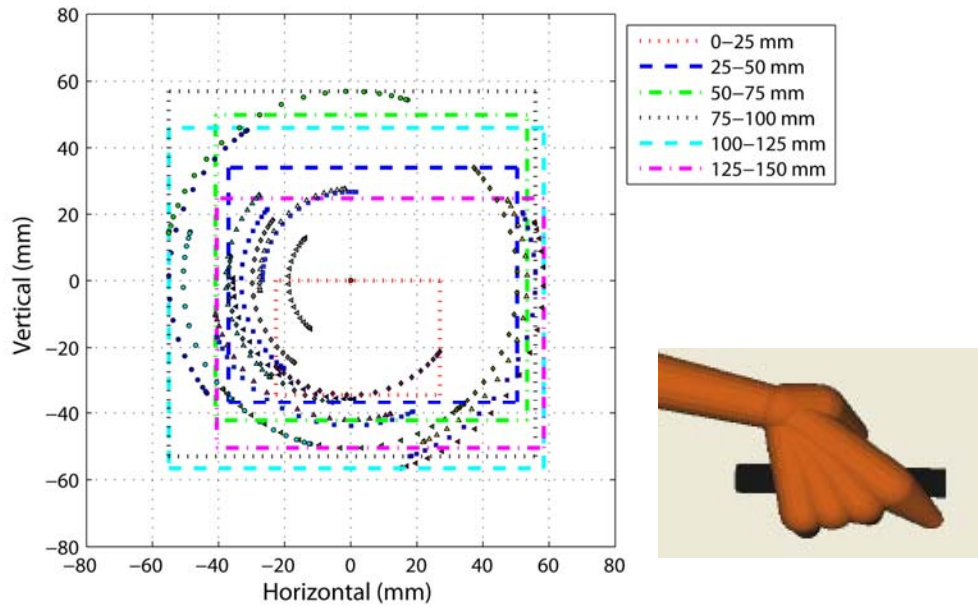 80
60
40
20
0
−20
−40
−60
−80
−80 −60 −40 −20 0 20 40 60 80
Vertical (mm)
Horizontal (mm)
0−25 mm
25−50 mm
50−75 mm
75−100 mm
100−125 mm
125−150 mm